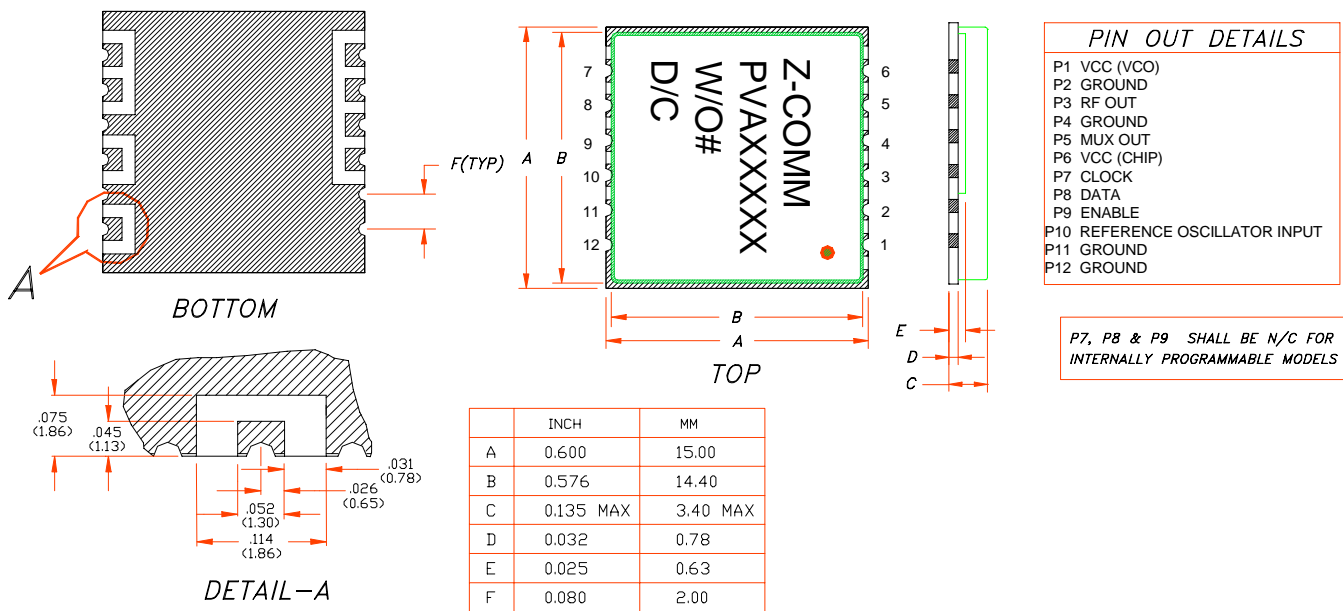 F(TYP)
A
BOTTOM
A
B
7
8
9
10
11
12
Z-COMM
PVAXXXXX
W/O#
D/C
6
5
4
3
2
1
B
A
TOP
E
D
C
PIN OUT DETAILS
P1 VCC (VCO)
P2 GROUND
P3 RF OUT
P4 GROUND
P5 MUX OUT
P6 VCC (CHIP)
P7 CLOCK
P8 DATA
P9 ENABLE
P10 REFERENCE OSCILLATOR INPUT
P11 GROUND
P12 GROUND
P7, P8 & P9 SHALL BE N/C FOR
INTERNALLY PROGRAMMABLE MODELS
.075
(1.86)
.045
(1.13)
.031
(0.78)
.026
(0.65)
.052
(1.30)
.114
(1.86)
DETAIL-A
INCH MM
A 0.600 15.00
B 0.576 14.40
C 0.135 MAX 3.40 MAX
D 0.032 0.78
E 0.025 0.63
F 0.080 2.00